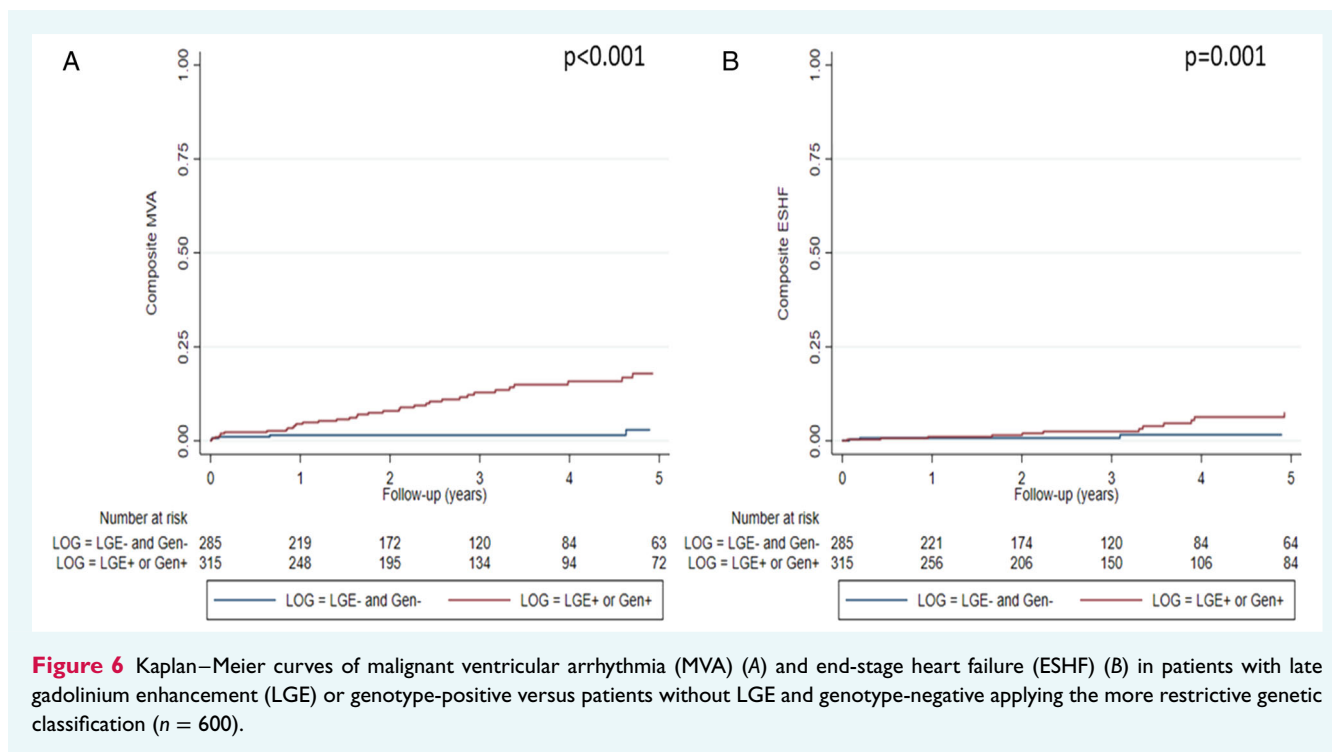 A
p<0.001
Composite MVA
1.00
0.75
0.50
0.25
0.00
0 1 2 3 4 5
Follow-up (years)
Number at risk
LOG = LGE- and Gen- 285 219 172 120 84 63
LOG = LGE+ or Gen+ 315 248 195 134 94 72
LOG = LGE- and Gen- LOG = LGE+ or Gen+
B
p=0.001
Composite ESHF
1.00
0.75
0.50
0.25
0.00
0 1 2 3 4 5
Follow-up (years)
Number at risk
LOG = LGE- and Gen- 285 221 174 120 84 64
LOG = LGE+ or Gen+ 315 256 206 150 106 84
LOG = LGE- and Gen- LOG = LGE+ or Gen+
Figure 6 Kaplan–Meier curves of malignant ventricular arrhythmia (MVA) (A) and end-stage heart failure (ESHF) (B) in patients with late
gadolinium enhancement (LGE) or genotype-positive versus patients without LGE and genotype-negative applying the more restrictive genetic
classification (n = 600).